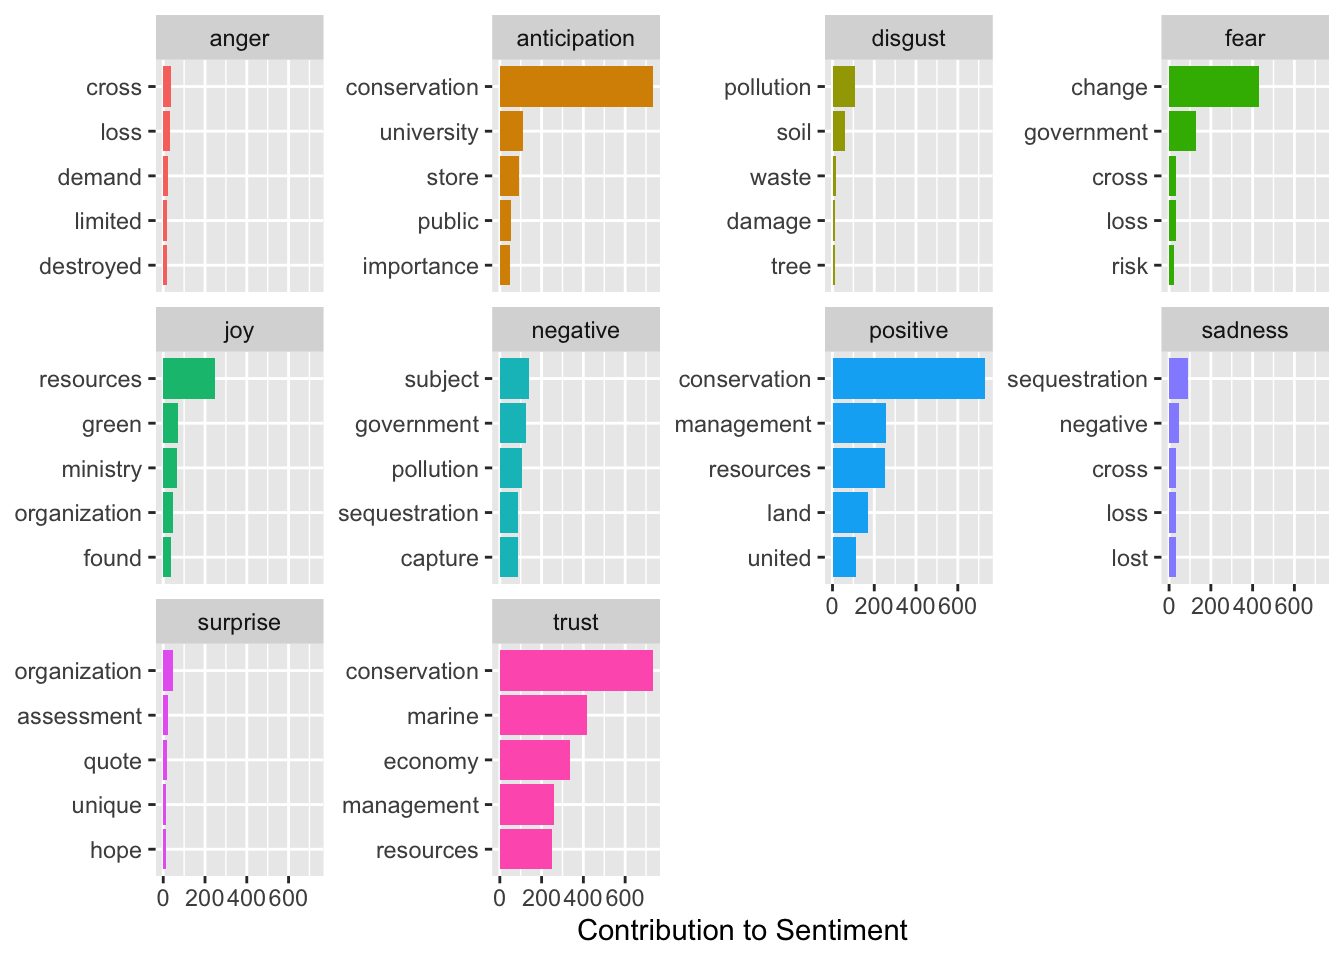 anger
cross
loss
demand
limited
destroyed
anticipation
conservation
university
store
public
importance
disgust
pollution
soil
waste
damage
tree
fear
change
government
cross
loss
risk
joy
resources
green
ministry
organization
found
negative
subject
government
pollution
sequestration
capture
positive
conservation
management
resources
land
united
0 200 400 600
sadness
sequestration
negative
cross
loss
lost
0 200 400 600
surprise
organization
assessment
quote
unique
hope
0 200 400 600
trust
conservation
marine
economy
management
resources
0 200 400 600
Contribution to Sentiment